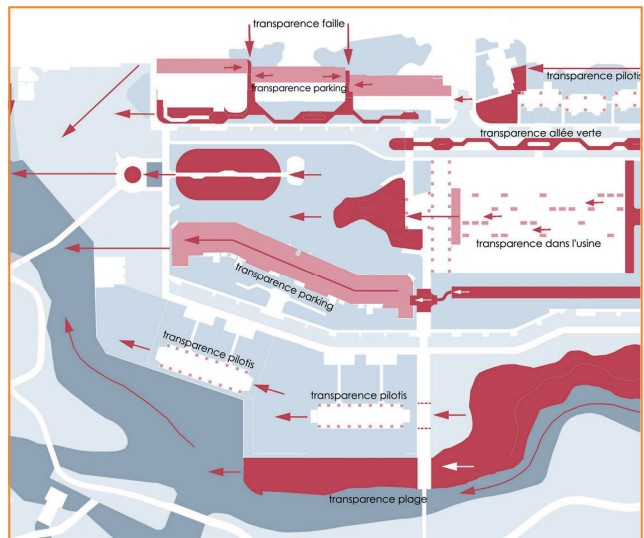 transparence faille
transparence pilotis
transparence parking
transparence allée verte
transparence dans l'usine
transparence parking
transparence pilotis
transparence pilotis
transparence plage